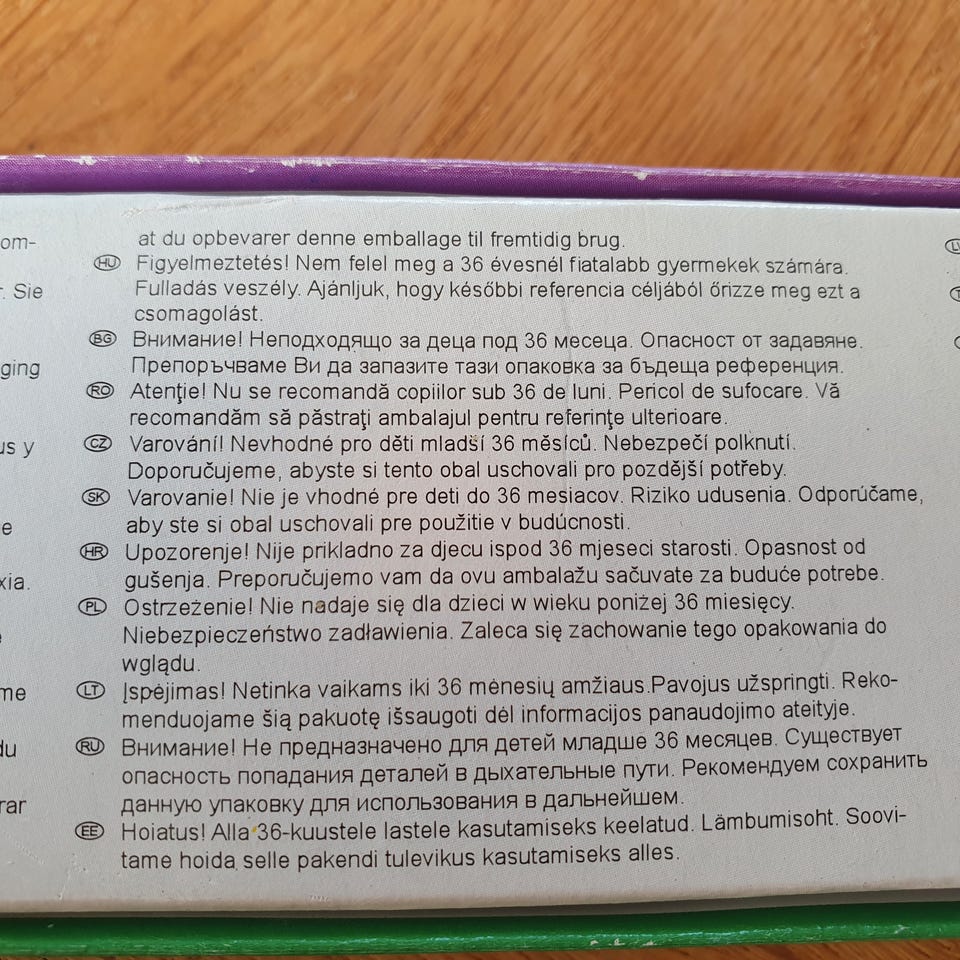 om-
r. Sie
ging
us y
e
xia.
e
me
du
rar
at du opbevarer denne emballage til fremtidig brug.
HU Figyelmeztetés! Nem felel meg a 36 évesnél fiatalabb gyermekek számára.
Fulladás veszély. Ajánljuk, hogy későbbi referencia céljából őrizze meg ezt a
csomagolást.
BG Внимание! Неподходящо за деца под 36 месеца. Опасност от задавяне.
Препоръчваме Ви да запазите тази опаковка за бъдеща референция.
RO Atenţie! Nu se recomandă copiilor sub 36 de luni. Pericol de sufocare. Vă
recomandăm să păstraţi ambalajul pentru referinţe ulterioare.
CZ Varování! Nevhodné pro děti mladší 36 měsíců. Nebezpečí polknutí.
Doporučujeme, abyste si tento obal uschovali pro pozdější potřeby.
SK Varovanie! Nie je vhodné pre deti do 36 mesiacov. Riziko udusenia. Odporúčame,
aby ste si obal uschovali pre použitie v budúcnosti.
HR Upozorenje! Nije prikladno za djecu ispod 36 mjeseci starosti. Opasnost od
gušenja. Preporučujemo vam da ovu ambalažu sačuvate za buduće potrebe.
PL Ostrzeżenie! Nie nadaje się dla dzieci w wieku poniżej 36 miesięcy.
Niebezpieczeństwo zadławienia. Zaleca się zachowanie tego opakowania do
wglądu.
LT Įspėjimas! Netinka vaikams iki 36 mėnesių amžiaus.Pavojus užspringti. Reko-
menduojame šią pakuotę išsaugoti dėl informacijos panaudojimo ateityje.
RU Внимание! Не предназначено для детей младше 36 месяцев. Существует
опасность попадания деталей в дыхательные пути. Рекомендуем сохранить
данную упаковку для использования в дальнейшем.
EE Hoiatus! Alla 36-kuustele lastele kasutamiseks keelatud. Lämbumisoht. Soovi-
tame hoida selle pakendi tulevikus kasutamiseks alles.